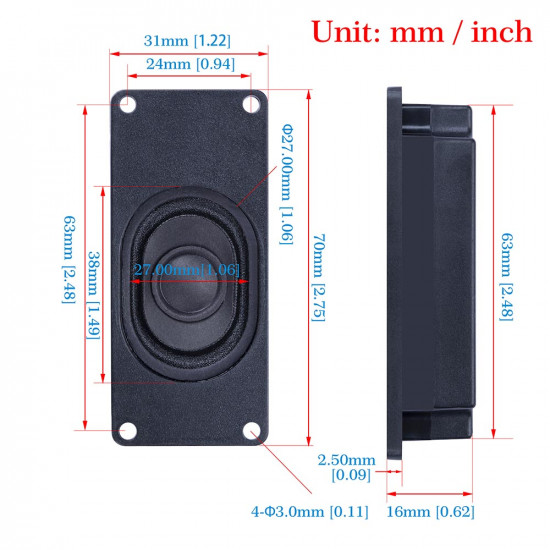 Unit: mm / inch
31mm [1.22]
24mm [0.94]
Φ27.00mm
[1.06]
63mm [2.48]
38mm [1.49]
27.00mm[1.06]
70mm [2.75]
63mm [2.48]
2.50mm
[0.09]
4-Φ3.0mm [0.11]
16mm [0.62]